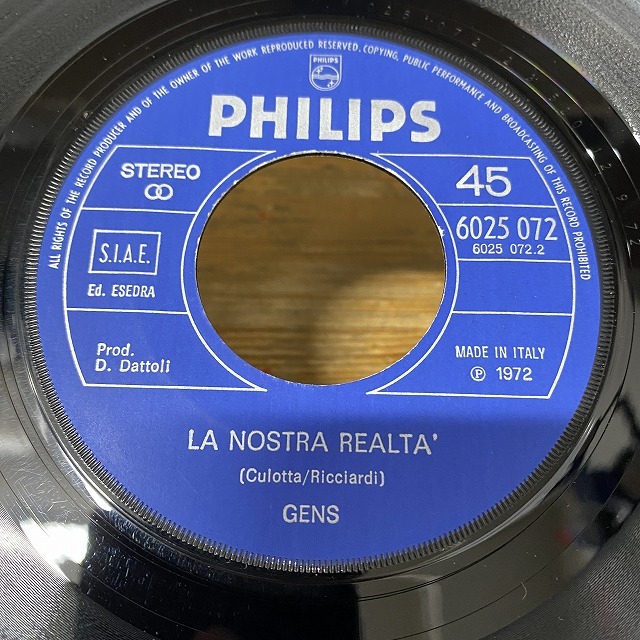 ALL RIGHTS OF THE RECORD PRODUCER AND OF THE OWNER OF THE WORK REPRODUCED RESERVED. COPYING, PUBLIC PERFORMANCE AND BROADCASTING OF THIS RECORD PROHIBITED
PHILIPS
PHILIPS
STEREO
45
S.I.A.E.
6025 072
6025 072.2
Ed. ESEDRA
Prod.
D. Dattoli
MADE IN ITALY
Ⓟ 1972
LA NOSTRA REALTA'
(Culotta/Ricciardi)
GENS